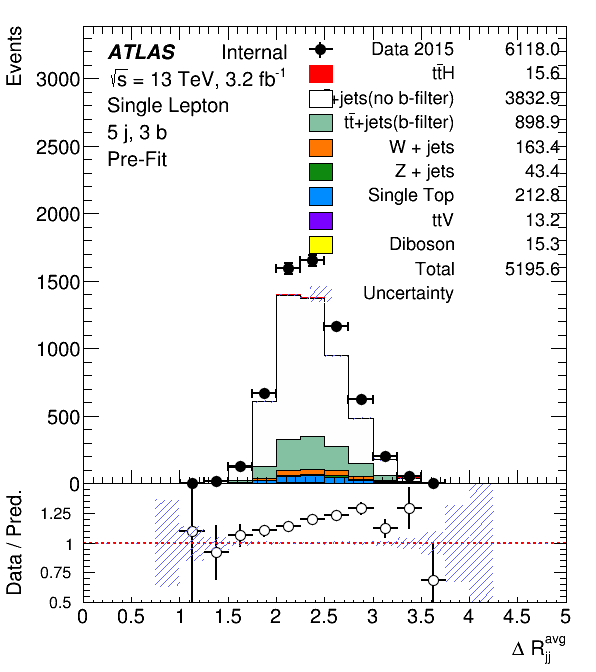 Events
ATLAS Internal
√s = 13 TeV, 3.2 fb⁻¹
Single Lepton
5 j, 3 b
Pre-Fit
Data 2015 6118.0
tt̄H 15.6
+jets(no b-filter) 3832.9
tt̄+jets(b-filter) 898.9
W + jets 163.4
Z + jets 43.4
Single Top 212.8
ttV 13.2
Diboson 15.3
Total 5195.6
Uncertainty
3000
2500
2000
1500
1000
500
0
Data / Pred.
1.25
1
0.75
0.5
0 0.5 1 1.5 2 2.5 3 3.5 4 4.5 5
Δ R_jj^avg